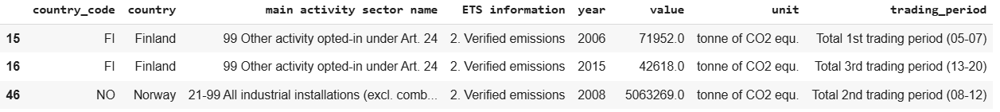 country_code country main activity sector name ETS information year value unit trading_period
15 FI Finland 99 Other activity opted-in under Art. 24 2. Verified emissions 2006 71952.0 tonne of CO2 equ. Total 1st trading period (05-07)
16 FI Finland 99 Other activity opted-in under Art. 24 2. Verified emissions 2015 42618.0 tonne of CO2 equ. Total 3rd trading period (13-20)
46 NO Norway 21-99 All industrial installations (excl. comb... 2. Verified emissions 2008 5063269.0 tonne of CO2 equ. Total 2nd trading period (08-12)